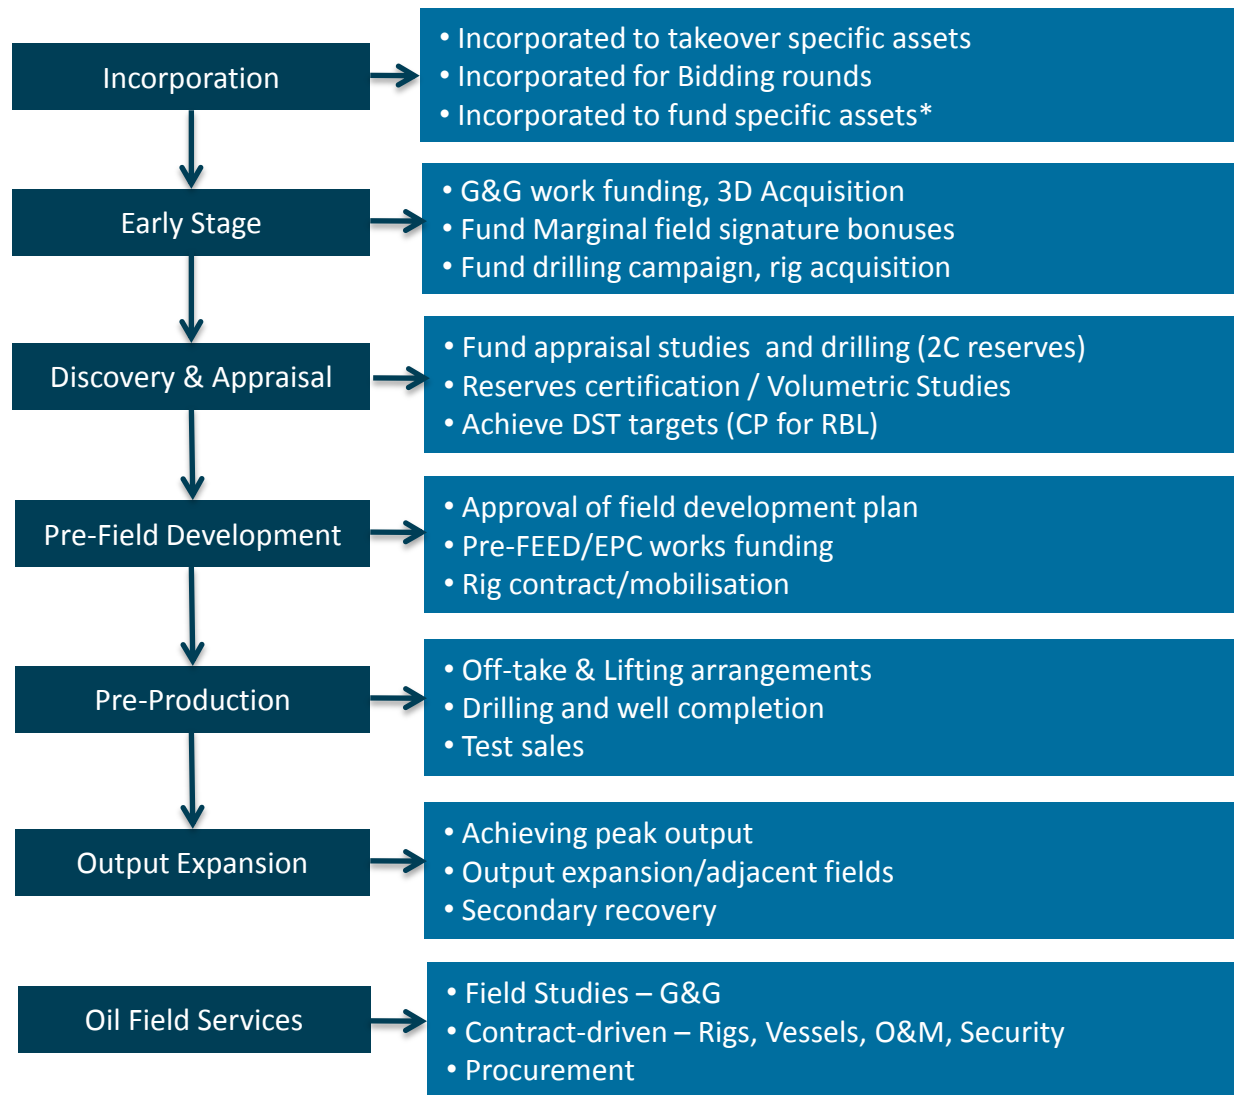 Incorporation
• Incorporated to takeover specific assets
• Incorporated for Bidding rounds
• Incorporated to fund specific assets*
Early Stage
• G&G work funding, 3D Acquisition
• Fund Marginal field signature bonuses
• Fund drilling campaign, rig acquisition
Discovery & Appraisal
• Fund appraisal studies and drilling (2C reserves)
• Reserves certification / Volumetric Studies
• Achieve DST targets (CP for RBL)
Pre-Field Development
• Approval of field development plan
• Pre-FEED/EPC works funding
• Rig contract/mobilisation
Pre-Production
• Off-take & Lifting arrangements
• Drilling and well completion
• Test sales
Output Expansion
• Achieving peak output
• Output expansion/adjacent fields
• Secondary recovery
Oil Field Services
• Field Studies – G&G
• Contract-driven – Rigs, Vessels, O&M, Security
• Procurement